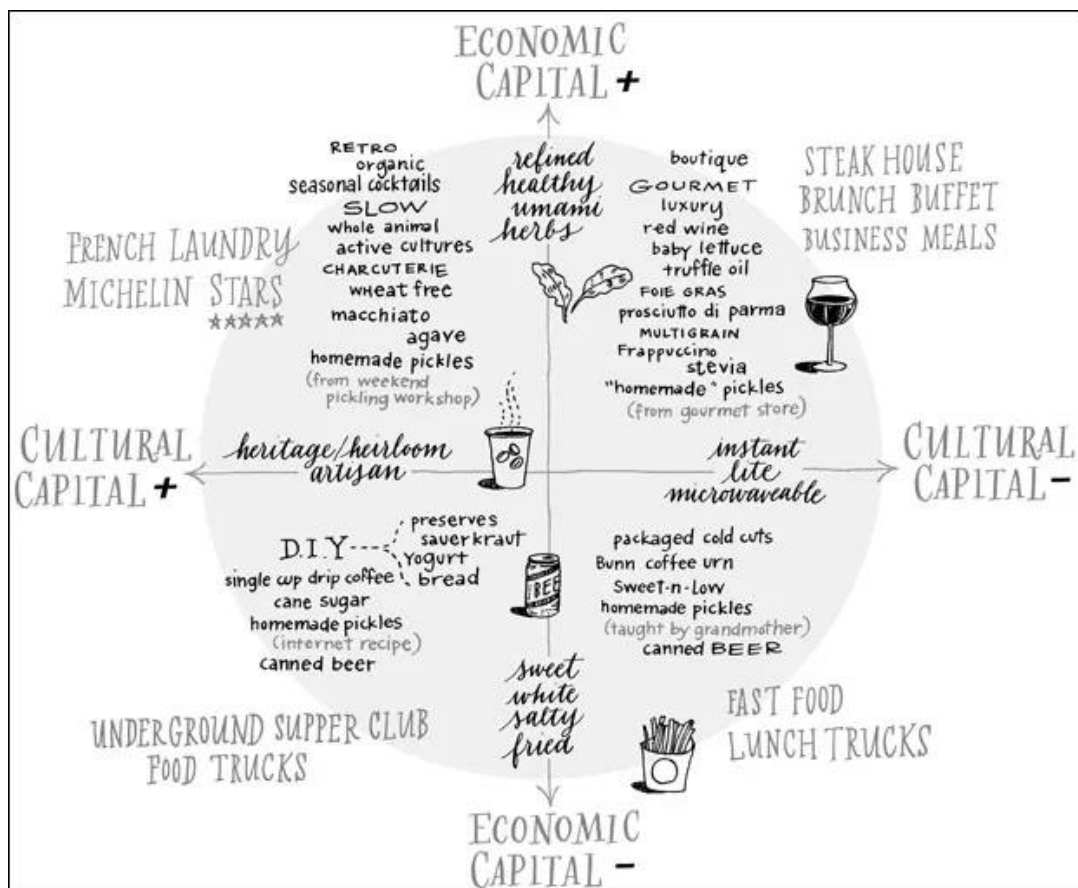 ECONOMIC
CAPITAL +
RETRO
organic
seasonal cocktails
SLOW
whole animal
active cultures
CHARCUTERIE
wheat free
macchiato
agave
homemade pickles
(from weekend
pickling workshop)
refined
healthy
umami
herbs
boutique
GOURMET
luxury
red wine
baby lettuce
truffle oil
FOIE GRAS
prosciutto di parma
MULTIGRAIN
Frappuccino
stevia
"homemade" pickles
(from gourmet store)
STEAK HOUSE
BRUNCH BUFFET
BUSINESS MEALS
FRENCH LAUNDRY
MICHELIN STARS
CULTURAL
CAPITAL +
heritage/heirloom
artisan
instant
lite
microwaveable
CULTURAL
CAPITAL -
D.I.Y
preserves
sauerkraut
Yogurt
bread
single cup drip coffee
cane sugar
homemade pickles
(internet recipe)
canned beer
BEE
packaged cold cuts
Bunn coffee urn
Sweet-n-Low
homemade pickles
(taught by grandmother)
canned BEER
sweet
white
salty
fried
UNDERGROUND SUPPER CLUB
FOOD TRUCKS
FAST FOOD
LUNCH TRUCKS
ECONOMIC
CAPITAL -